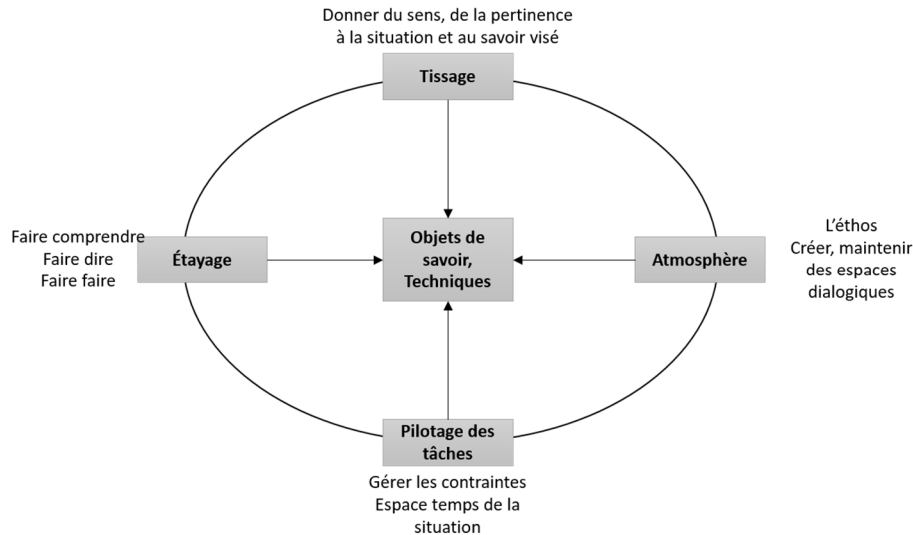 Donner du sens, de la pertinence
à la situation et au savoir visé
Tissage
Faire comprendre
Faire dire
Faire faire
Étayage
Objets de
savoir,
Techniques
Atmosphère
L’éthos
Créer, maintenir
des espaces
dialogiques
Pilotage des
tâches
Gérer les contraintes
Espace temps de la
situation